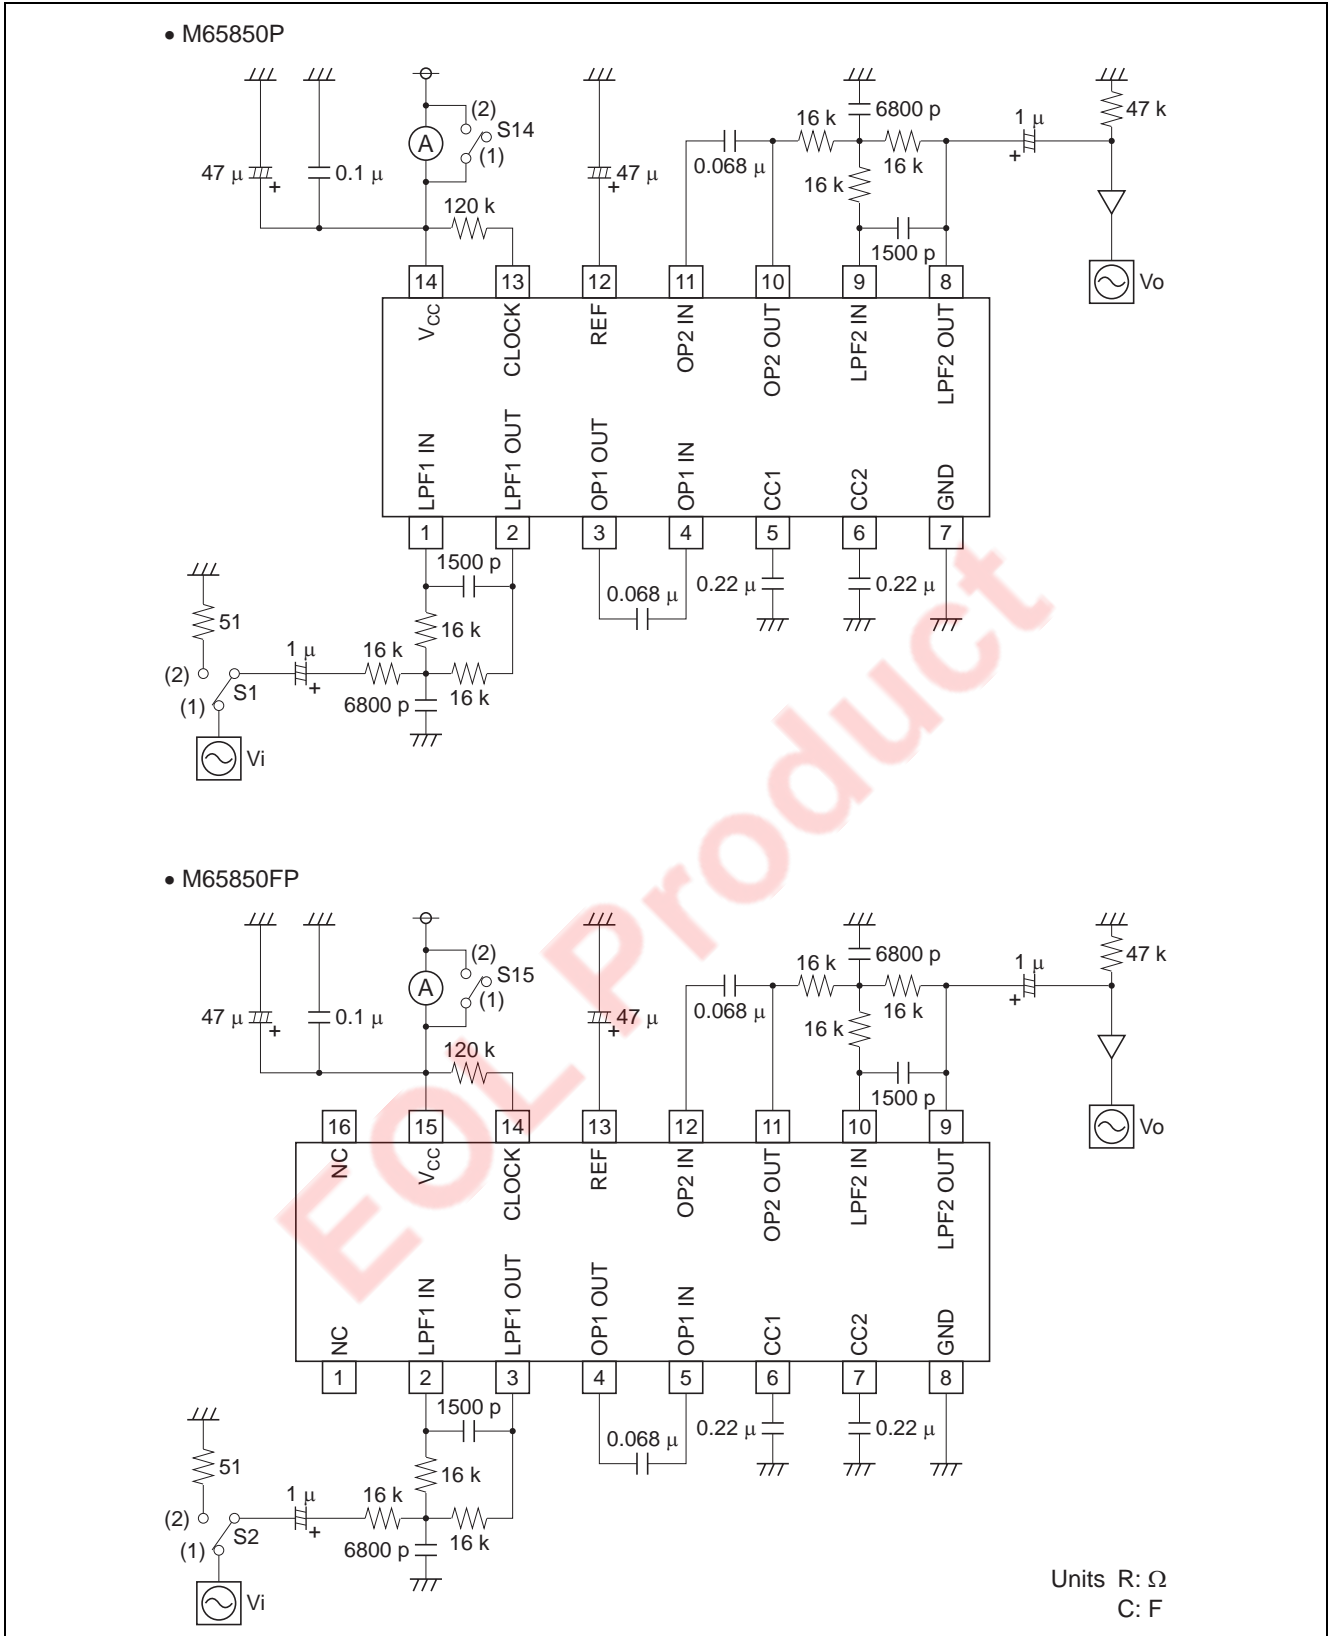 • M65850P
(2)
S14
(1)
A
47 μ
+
0.1 μ
120 k
47 μ
+
0.068 μ
16 k
6800 p
16 k
16 k
1500 p
1 μ
+
47 k
Vo
14
13
12
11
10
9
8
VCC
CLOCK
REF
OP2 IN
OP2 OUT
LPF2 IN
LPF2 OUT
LPF1 IN
LPF1 OUT
OP1 OUT
OP1 IN
CC1
CC2
GND
1
2
3
4
5
6
7
1500 p
0.068 μ
0.22 μ
0.22 μ
51
16 k
1 μ
+
16 k
16 k
6800 p
(2)
(1)
S1
Vi
• M65850FP
(2)
S15
(1)
A
47 μ
+
0.1 μ
120 k
47 μ
+
0.068 μ
16 k
6800 p
16 k
16 k
1500 p
1 μ
+
47 k
Vo
16
15
14
13
12
11
10
9
NC
VCC
CLOCK
REF
OP2 IN
OP2 OUT
LPF2 IN
LPF2 OUT
NC
LPF1 IN
LPF1 OUT
OP1 OUT
OP1 IN
CC1
CC2
GND
1
2
3
4
5
6
7
8
1500 p
0.068 μ
0.22 μ
0.22 μ
51
16 k
1 μ
+
16 k
16 k
6800 p
(2)
(1)
S2
Vi
Units R: Ω
C: F
EOL Product